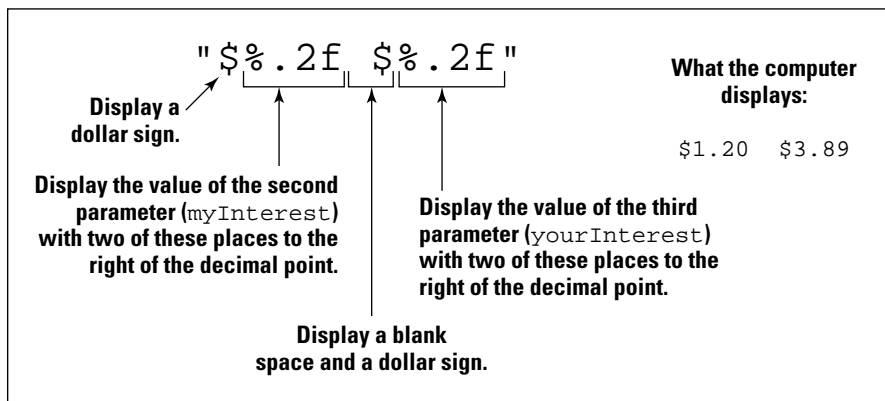 "$%.2f $%.2f"
Display a
dollar sign.
What the computer
displays:
$1.20 $3.89
Display the value of the second
parameter (myInterest)
with two of these places to the
right of the decimal point.
Display the value of the third
parameter (yourInterest)
with two of these places to the
right of the decimal point.
Display a blank
space and a dollar sign.